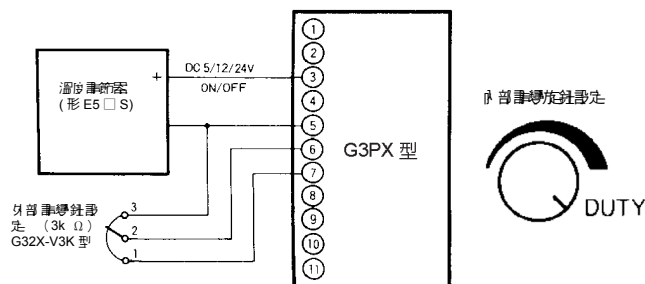 +
DC 5/12/24V
ON/OFF
(形 E5□S)
3
(3k Ω)
2
G32X-V3K 型
1
①
②
③
④
⑤
⑥
⑦
⑧
⑨
⑩
⑪
G3PX 型
DUTY